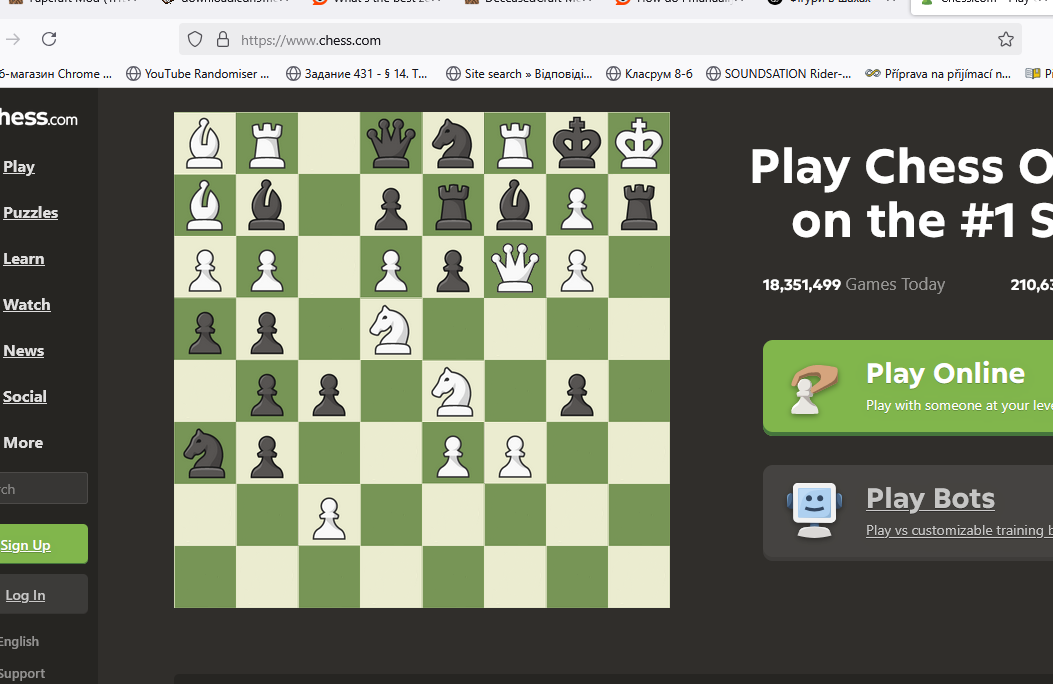 https://www.chess.com
б-магазин Chrome ...
YouTube Randomiser ...
Задание 431 - § 14. Т...
Site search » Відповіді...
Класрум 8-б
SOUNDSATION Rider-...
Příprava na přijímací n...
hess.com
Play
Puzzles
Learn
Watch
News
Social
More
rch
Sign Up
Log In
English
Support
Play Chess O
on the #1 S
18,351,499 Games Today
210,63
Play Online
Play with someone at your leve
Play Bots
Play vs customizable training b